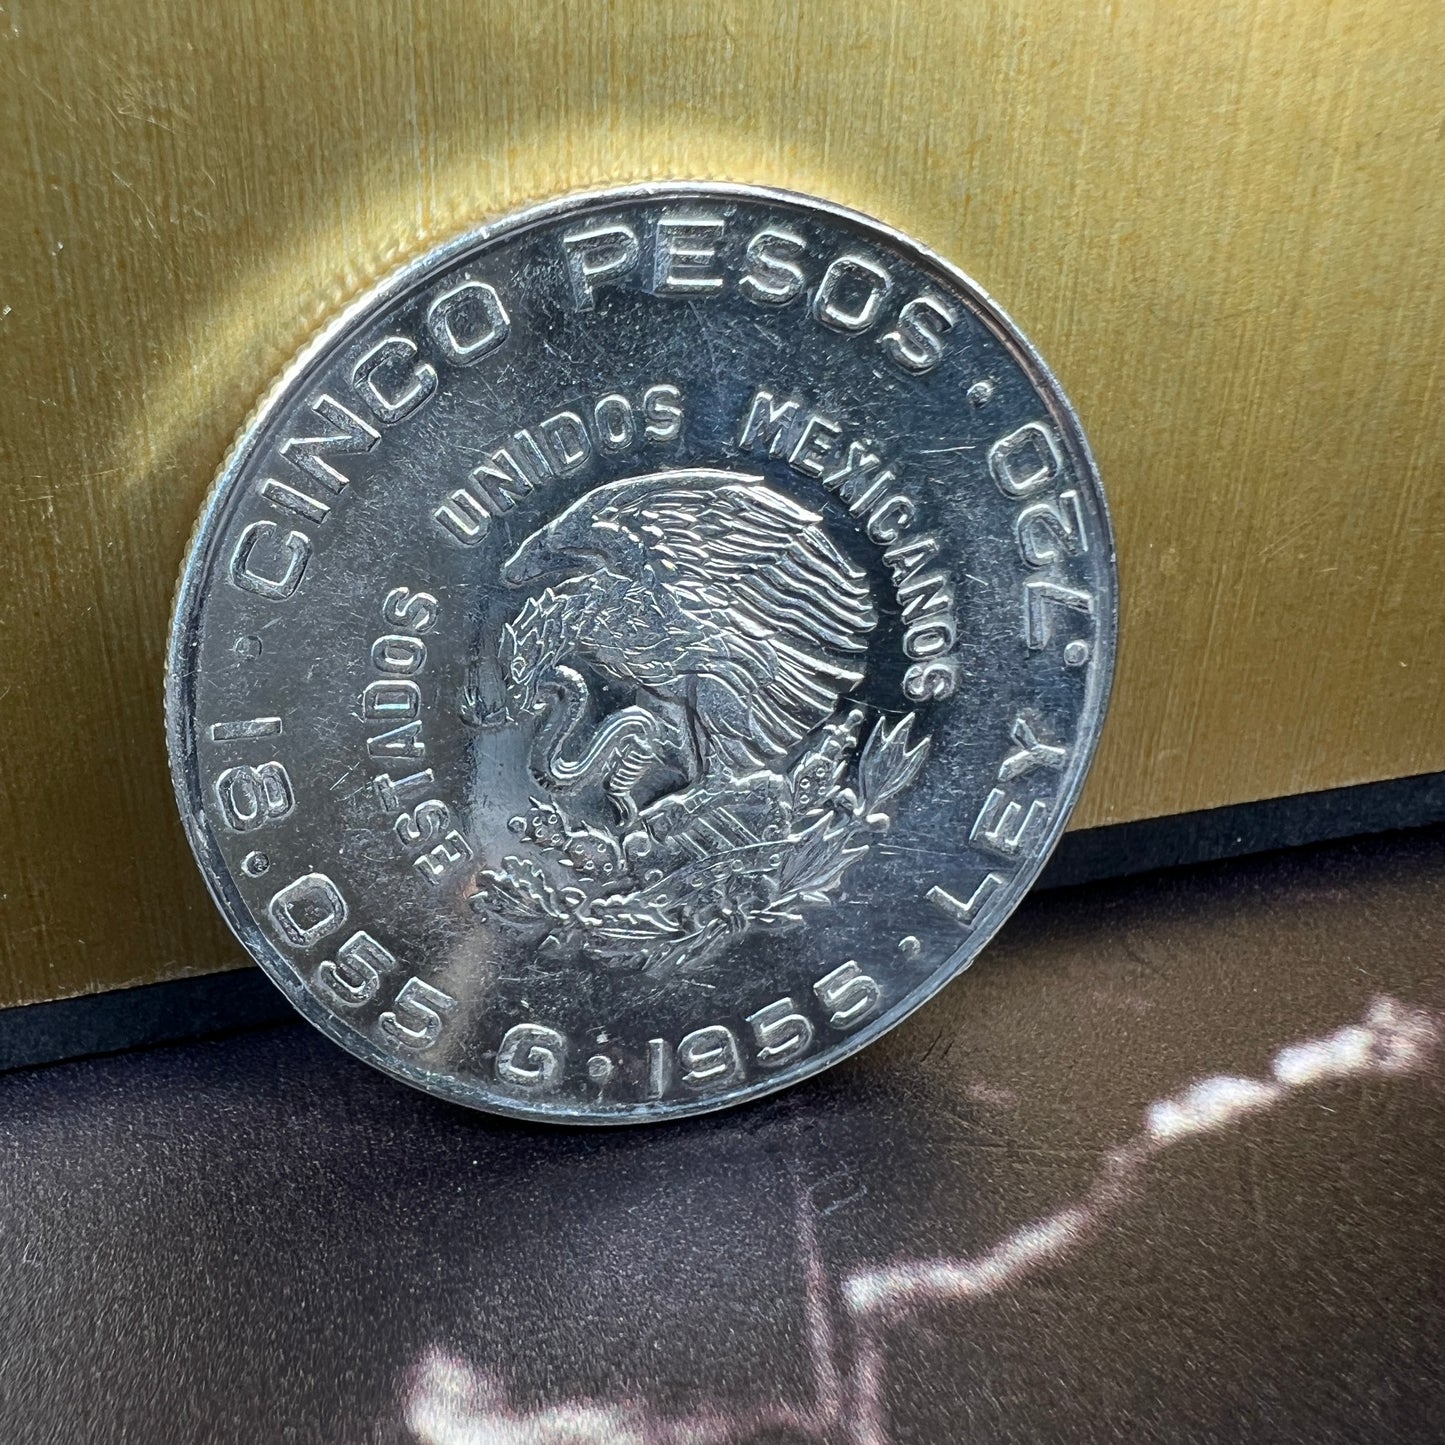 CINCO PESOS · 720 · LEY · 1955 · G 18.055 ·
ESTADOS UNIDOS MEXICANOS